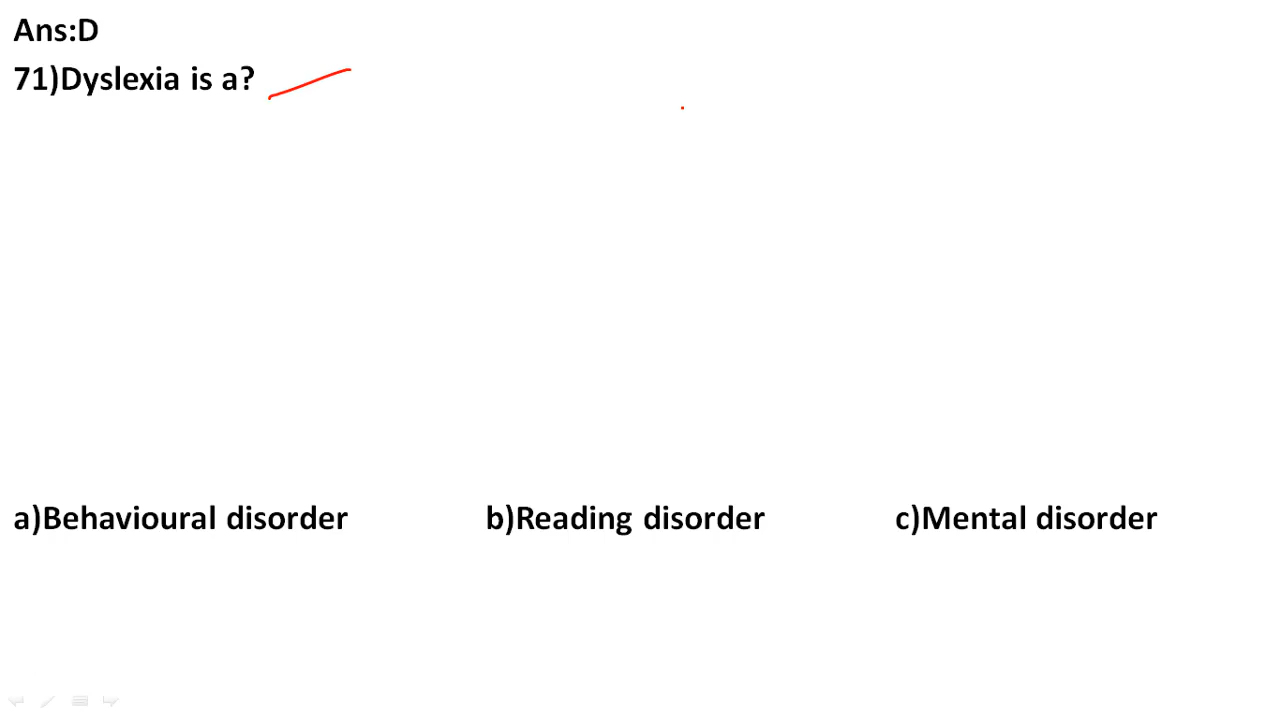 Ans:D
71)Dyslexia is a?
a)Behavioural disorder b)Reading disorder c)Mental disorder